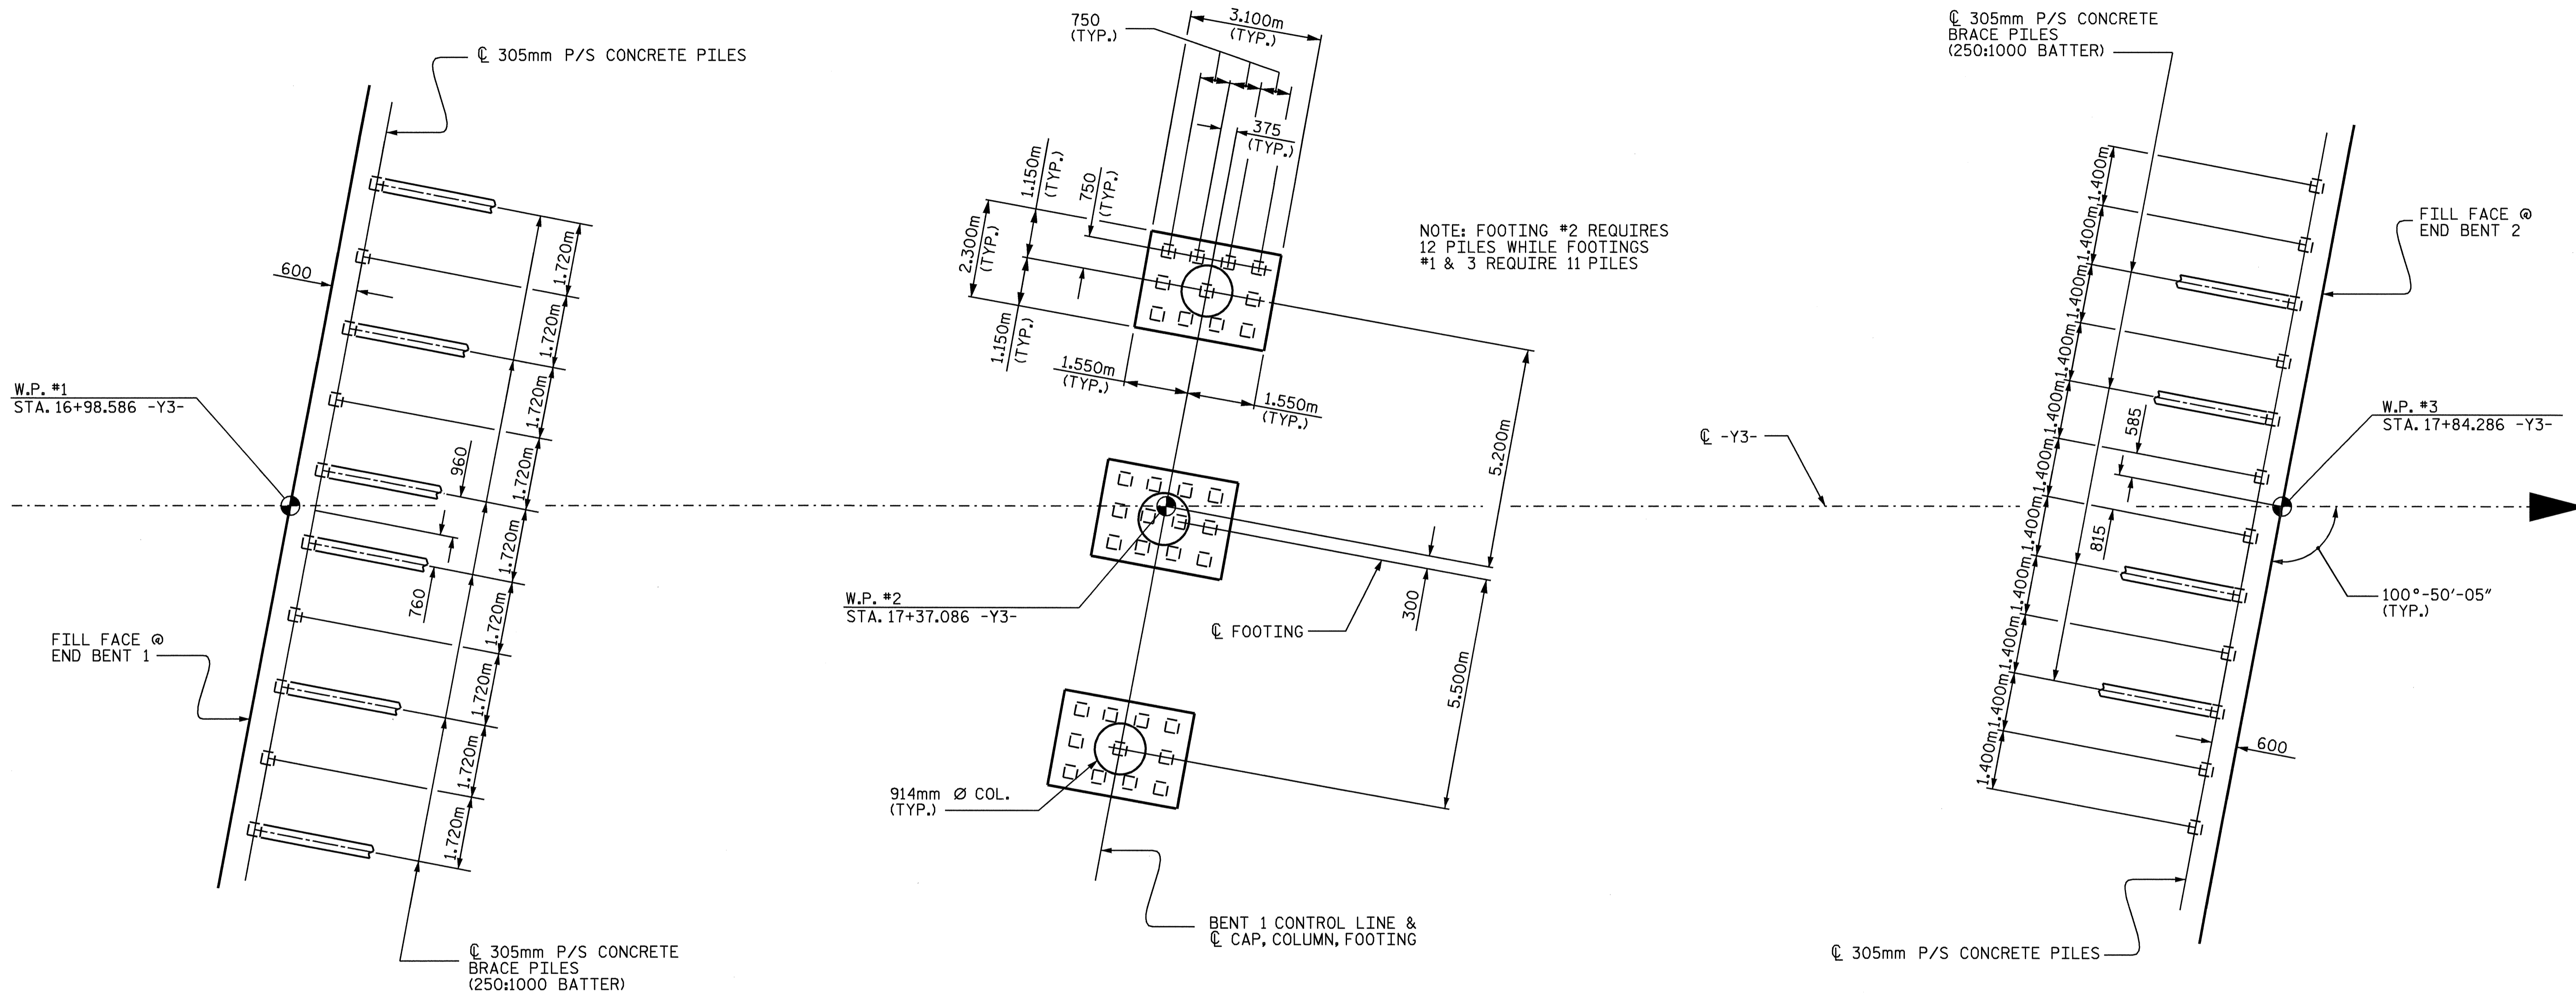 ℄ 305mm P/S CONCRETE PILES
600
W.P. #1
STA. 16+98.586 -Y3-
FILL FACE @
END BENT 1
1.720m
1.720m
1.720m
1.720m
1.720m
1.720m
1.720m
1.720m
1.720m
960
760
℄ 305mm P/S CONCRETE
BRACE PILES
(250:1000 BATTER)
750
(TYP.)
3.100m
(TYP.)
375
(TYP.)
1.150m
(TYP.)
750
(TYP.)
2.300m
(TYP.)
1.150m
(TYP.)
1.550m
(TYP.)
1.550m
(TYP.)
NOTE: FOOTING #2 REQUIRES
12 PILES WHILE FOOTINGS
#1 & 3 REQUIRE 11 PILES
5.200m
300
5.500m
W.P. #2
STA. 17+37.086 -Y3-
℄ FOOTING
914mm Ø COL.
(TYP.)
BENT 1 CONTROL LINE &
℄ CAP, COLUMN, FOOTING
℄ -Y3-
℄ 305mm P/S CONCRETE
BRACE PILES
(250:1000 BATTER)
1.400m
1.400m
1.400m
1.400m
1.400m
1.400m
1.400m
1.400m
1.400m
1.400m
1.400m
585
815
FILL FACE @
END BENT 2
W.P. #3
STA. 17+84.286 -Y3-
100°-50'-05"
(TYP.)
600
℄ 305mm P/S CONCRETE PILES